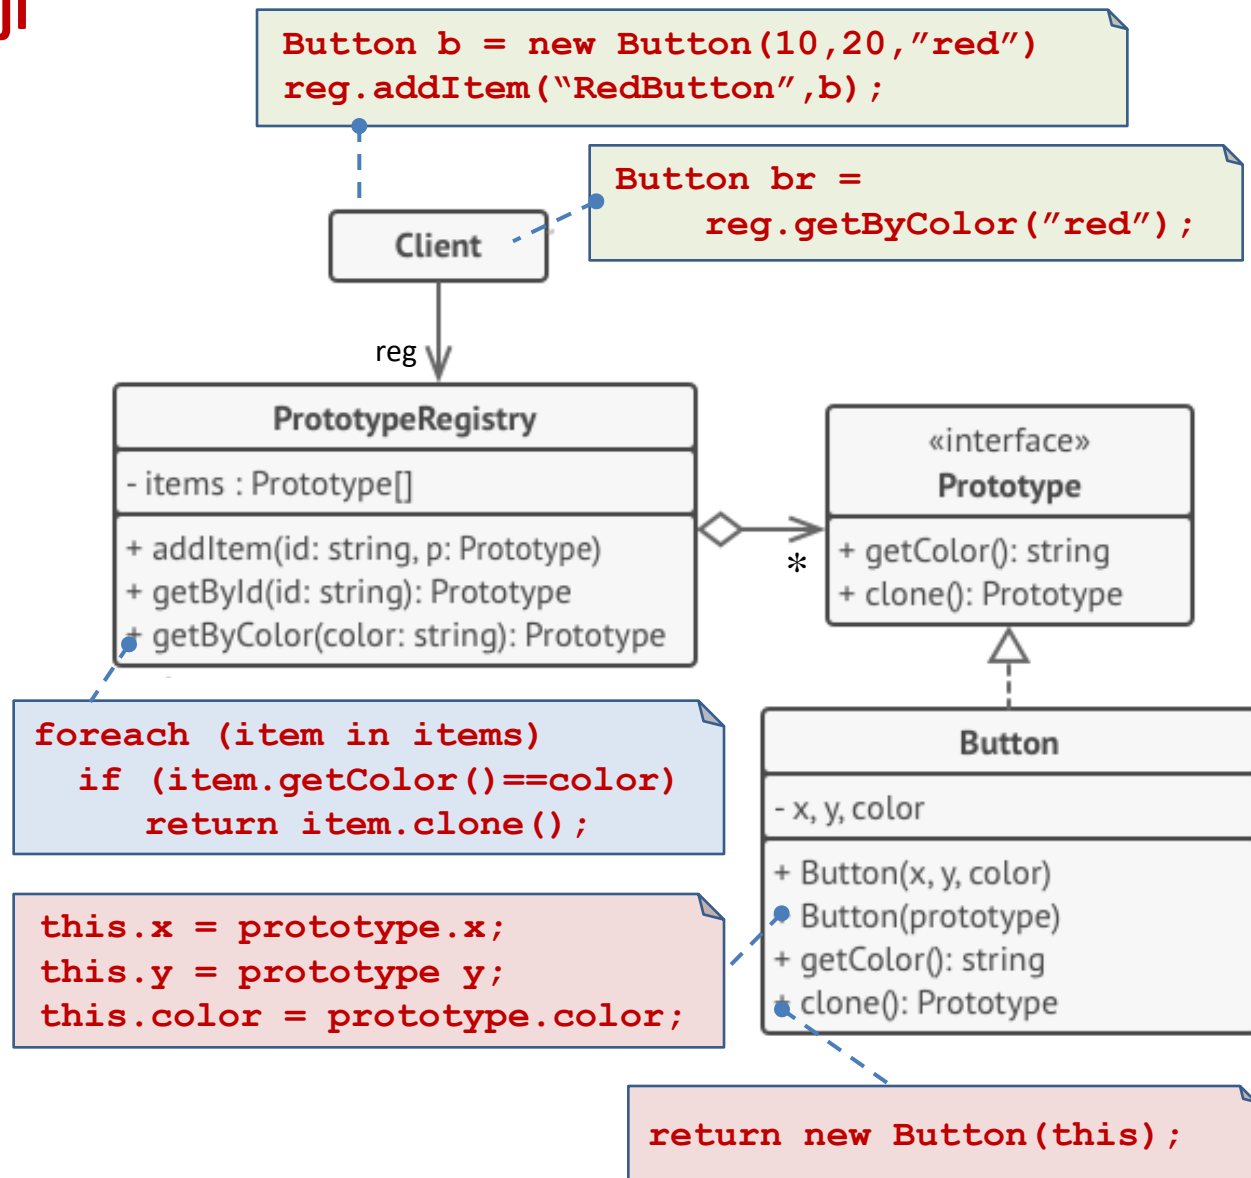 Button b = new Button(10,20,”red”)
reg.addItem(“RedButton”,b);
Button br =
reg.getByColor(”red”);
Client
reg
PrototypeRegistry
- items : Prototype[]
+ addItem(id: string, p: Prototype)
+ getById(id: string): Prototype
+ getByColor(color: string): Prototype
*
«interface»
Prototype
+ getColor(): string
+ clone(): Prototype
foreach (item in items)
if (item.getColor()==color)
return item.clone();
Button
- x, y, color
+ Button(x, y, color)
Button(prototype)
+ getColor(): string
+ clone(): Prototype
this.x = prototype.x;
this.y = prototype y;
this.color = prototype.color;
return new Button(this);